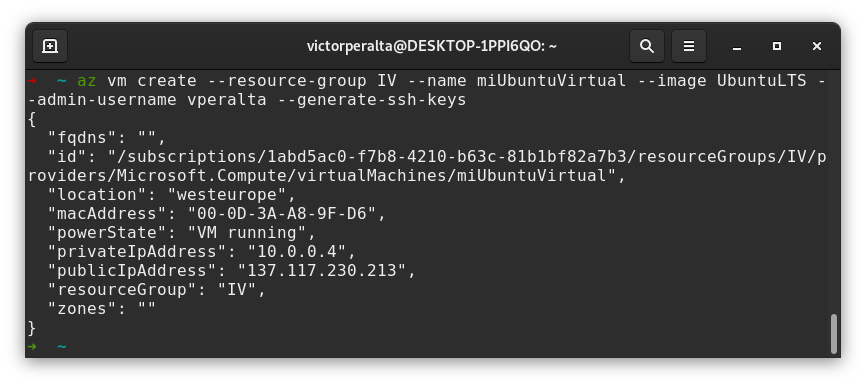 victorperalta@DESKTOP-1PPI6QO: ~
➜  ~ az vm create --resource-group IV --name miUbuntuVirtual --image UbuntuLTS -
-admin-username vperalta --generate-ssh-keys
{
  "fqdns": "",
  "id": "/subscriptions/1abd5ac0-f7b8-4210-b63c-81b1bf82a7b3/resourceGroups/IV/p
roviders/Microsoft.Compute/virtualMachines/miUbuntuVirtual",
  "location": "westeurope",
  "macAddress": "00-0D-3A-A8-9F-D6",
  "powerState": "VM running",
  "privateIpAddress": "10.0.0.4",
  "publicIpAddress": "137.117.230.213",
  "resourceGroup": "IV",
  "zones": ""
}
➜  ~